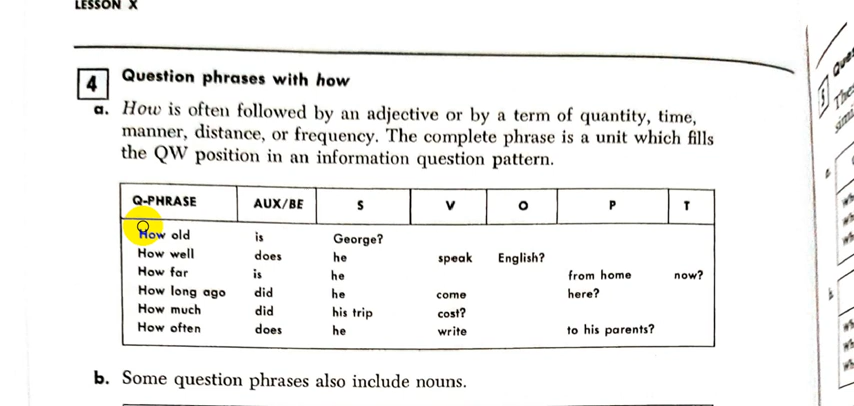 LESSON X
4 Question phrases with how
a. How is often followed by an adjective or by a term of quantity, time,
manner, distance, or frequency. The complete phrase is a unit which fills
the QW position in an information question pattern.
Q-PHRASE AUX/BE S V O P T
How old is George?
How well does he speak English?
How far is he from home now?
How long ago did he come here?
How much did his trip cost?
How often does he write to his parents?
b. Some question phrases also include nouns.
5